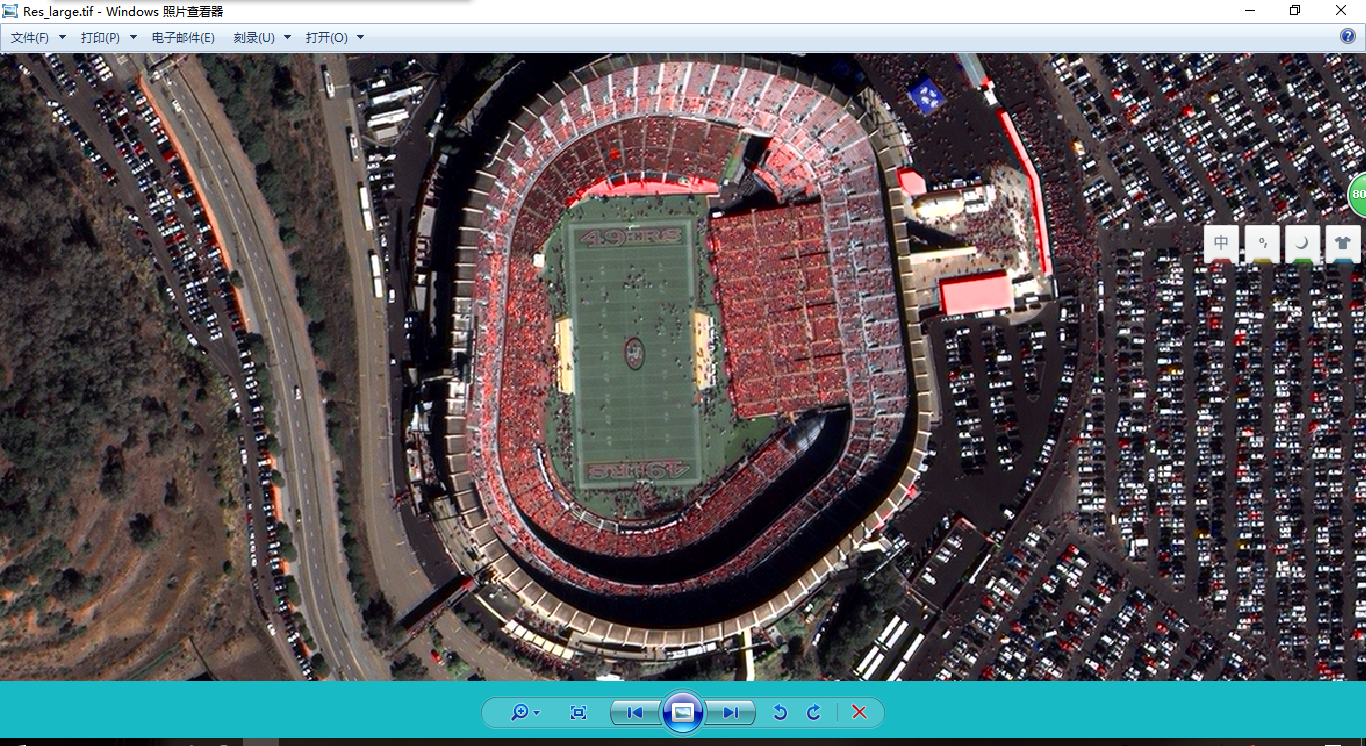 Res_large.tif - Windows 照片查看器
文件(F) 打印(P) 电子邮件(E) 刻录(U) 打开(O)
49ERS
80
中
49ERS